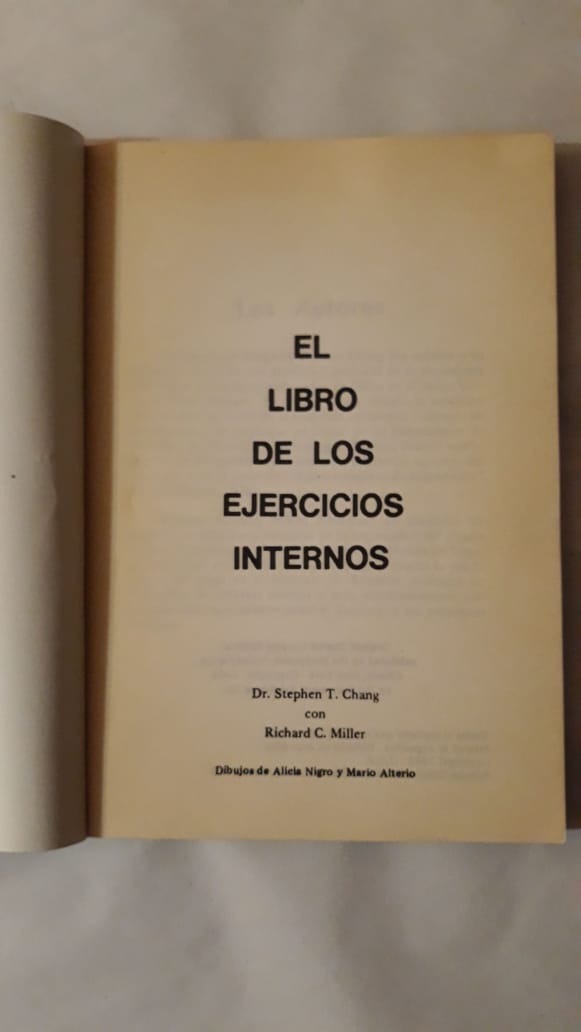 EL
LIBRO
DE LOS
EJERCICIOS
INTERNOS
Dr. Stephen T. Chang
con
Richard C. Miller
Dibujos de Alicia Nigro y Mario Alterio